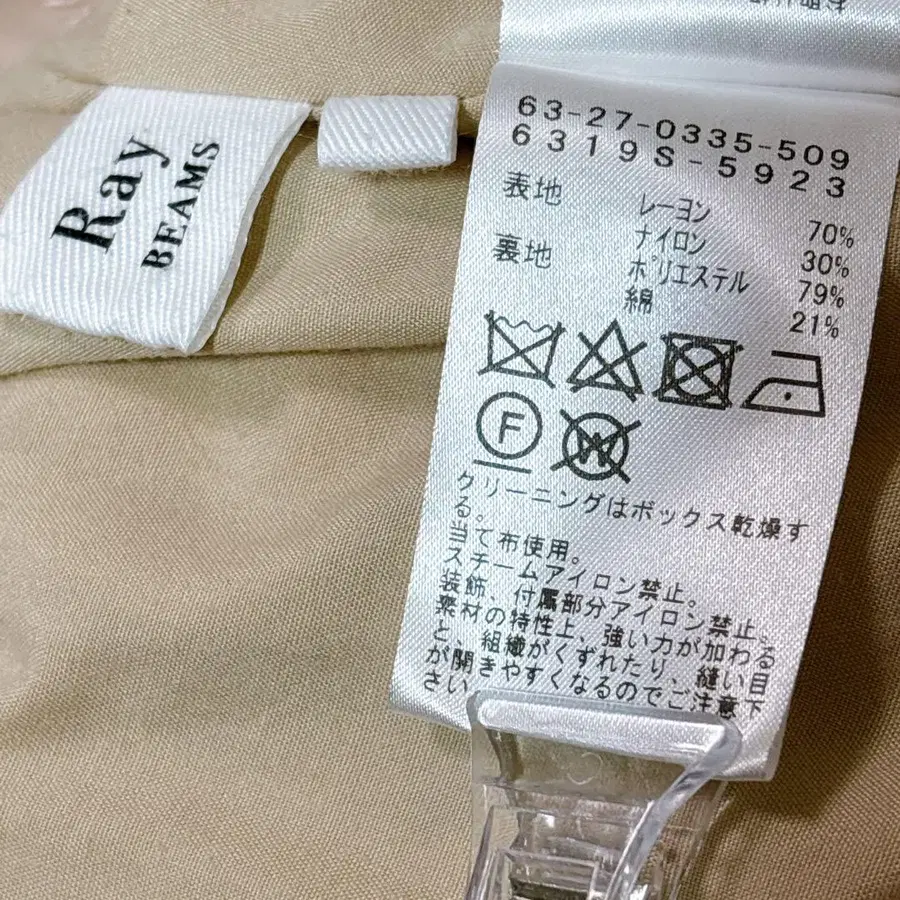 Ray
BEAMS
63-27-0335-509
6319S-5923
表地 レーヨン 70%
ナイロン 30%
裏地 ポリエステル 79%
綿 21%
F
W
クリーニングはボックス乾燥す
る。
当て布使用。
スチームアイロン禁止。
装飾、付属部分アイロン禁止。
素材の特性上、強い力が加わる
と、組織がくずれたり、縫い目
が開きやすくなるのでご注意下
さい